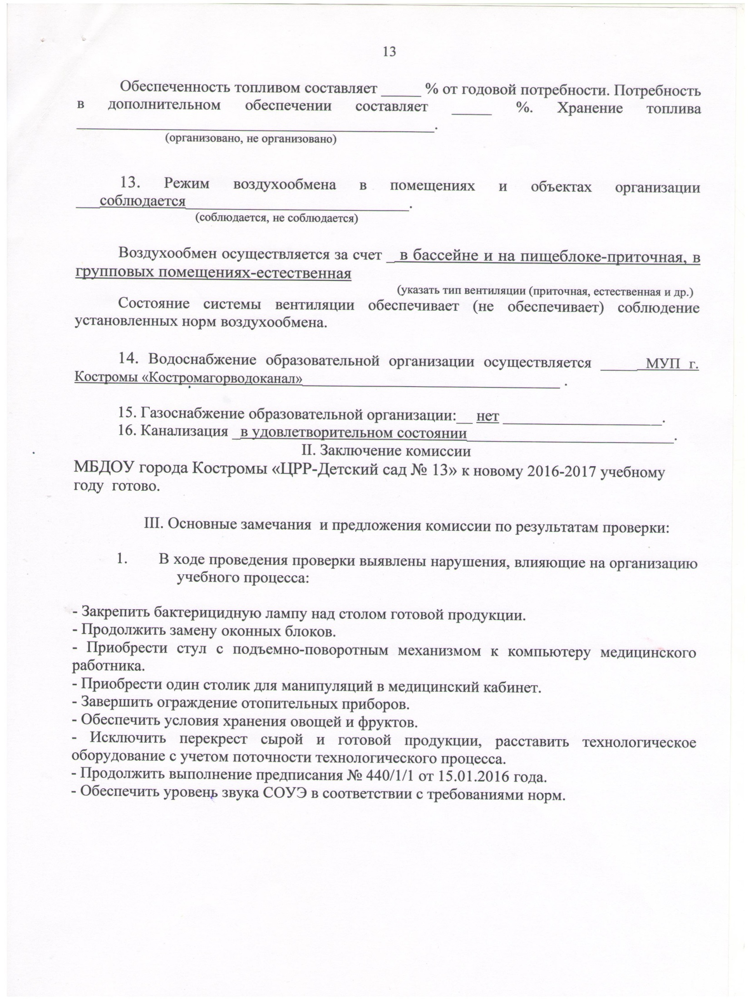 13
Обеспеченность топливом составляет _____ % от годовой потребности. Потребность
в дополнительном обеспечении составляет _____ %. Хранение топлива
_____________________________________________.
(организовано, не организовано)
13. Режим воздухообмена в помещениях и объектах организации
___соблюдается____________________________.
(соблюдается, не соблюдается)
Воздухообмен осуществляется за счет _ в бассейне и на пищеблоке-приточная, в
групповых помещениях-естественная
(указать тип вентиляции (приточная, естественная и др.)
Состояние системы вентиляции обеспечивает (не обеспечивает) соблюдение
установленных норм воздухообмена.
14. Водоснабжение образовательной организации осуществляется _____ МУП г.
Костромы «Костромагорводоканал»___________________________________ .
15. Газоснабжение образовательной организации:__ нет ____________________.
16. Канализация _в удовлетворительном состоянии__________________________.
II. Заключение комиссии
МБДОУ города Костромы «ЦРР-Детский сад № 13» к новому 2016-2017 учебному
году готово.
III. Основные замечания и предложения комиссии по результатам проверки:
1. В ходе проведения проверки выявлены нарушения, влияющие на организацию
учебного процесса:
- Закрепить бактерицидную лампу над столом готовой продукции.
- Продолжить замену оконных блоков.
- Приобрести стул с подъемно-поворотным механизмом к компьютеру медицинского
работника.
- Приобрести один столик для манипуляций в медицинский кабинет.
- Завершить ограждение отопительных приборов.
- Обеспечить условия хранения овощей и фруктов.
- Исключить перекрест сырой и готовой продукции, расставить технологическое
оборудование с учетом поточности технологического процесса.
- Продолжить выполнение предписания № 440/1/1 от 15.01.2016 года.
- Обеспечить уровень звука СОУЭ в соответствии с требованиями норм.